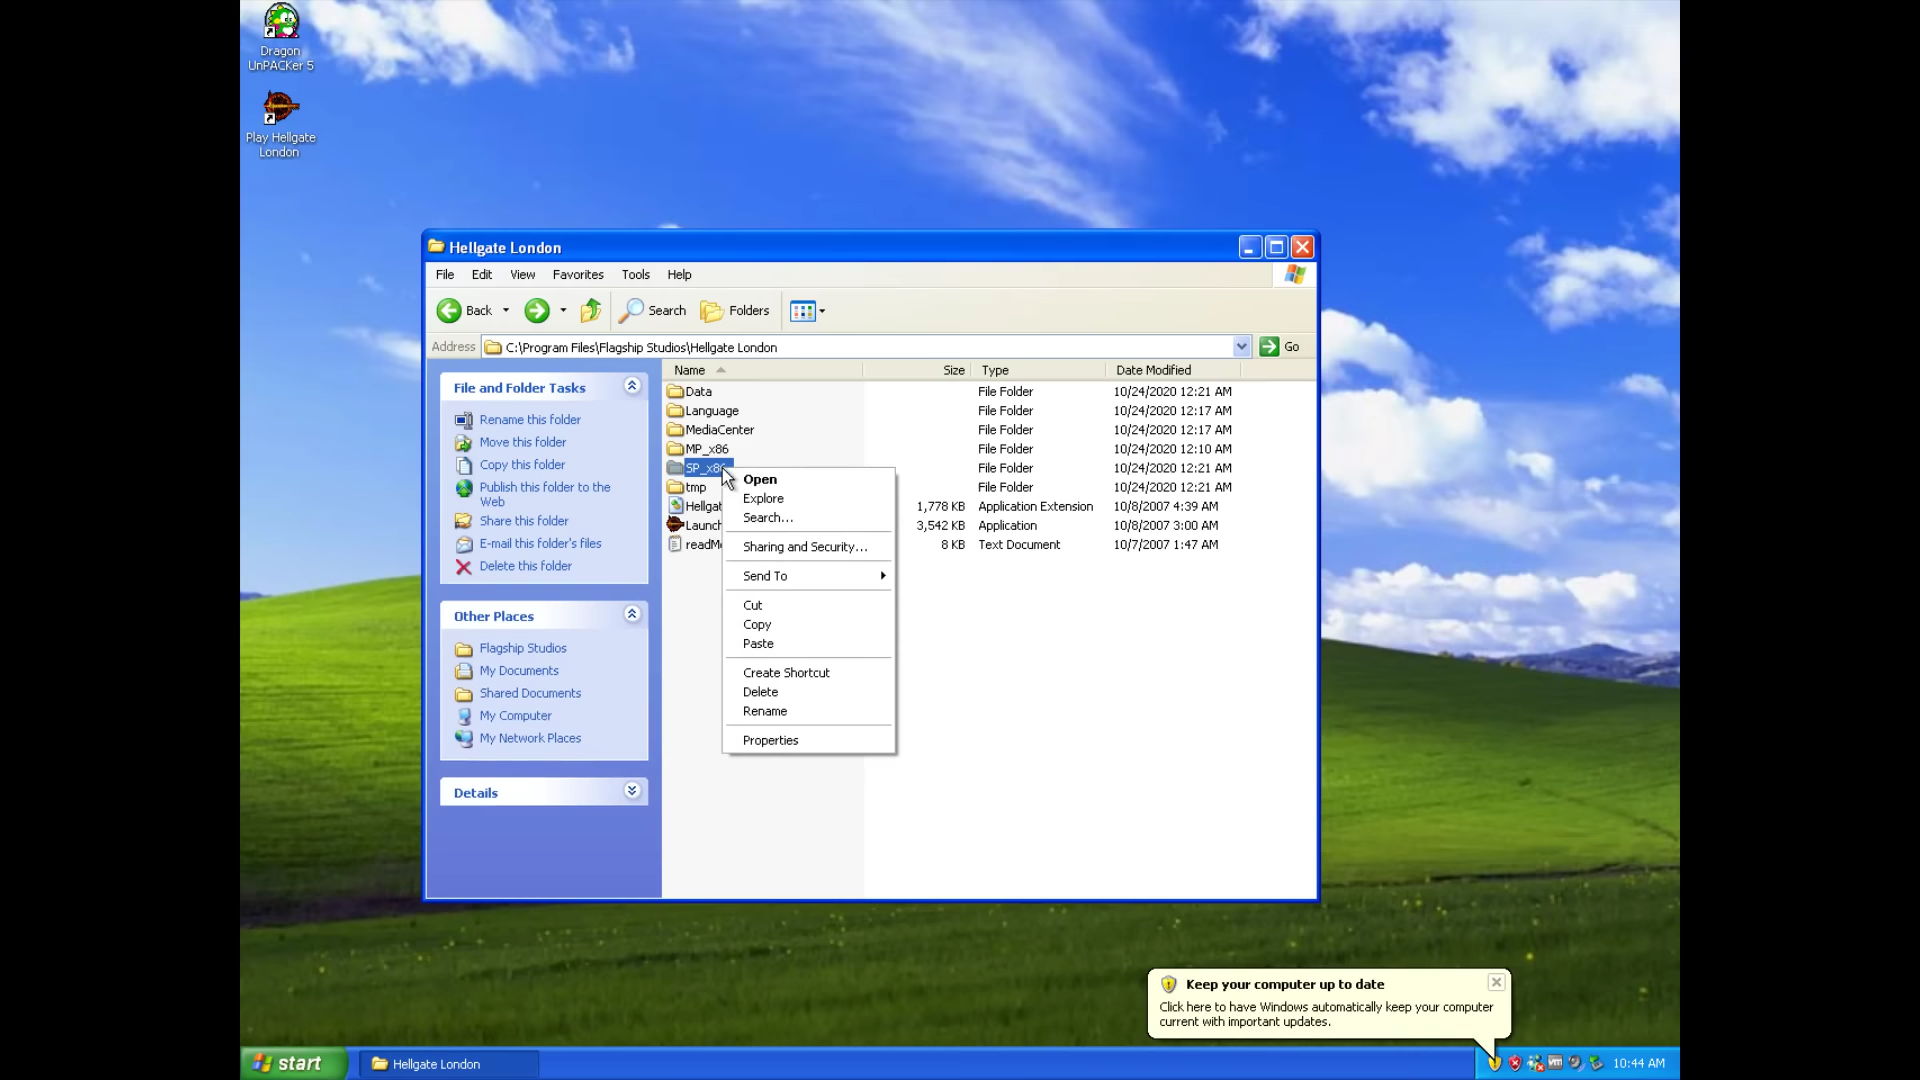 Dragon
UnPACKer 5
Play Hellgate
London
Hellgate London
File Edit View Favorites Tools Help
Back Search Folders
Address C:\Program Files\Flagship Studios\Hellgate London Go
File and Folder Tasks
Rename this folder
Move this folder
Copy this folder
Publish this folder to the
Web
Share this folder
E-mail this folder's files
Delete this folder
Other Places
Flagship Studios
My Documents
Shared Documents
My Computer
My Network Places
Details
Name Size Type Date Modified
Data File Folder 10/24/2020 12:21 AM
Language File Folder 10/24/2020 12:17 AM
MediaCenter File Folder 10/24/2020 12:17 AM
MP_x86 File Folder 10/24/2020 12:10 AM
SP_x86 File Folder 10/24/2020 12:21 AM
tmp File Folder 10/24/2020 12:21 AM
Hellgat 1,778 KB Application Extension 10/8/2007 4:39 AM
Launch 3,542 KB Application 10/8/2007 3:00 AM
readMe 8 KB Text Document 10/7/2007 1:47 AM
Open
Explore
Search...
Sharing and Security...
Send To
Cut
Copy
Paste
Create Shortcut
Delete
Rename
Properties
Keep your computer up to date
Click here to have Windows automatically keep your computer
current with important updates.
start Hellgate London 10:44 AM